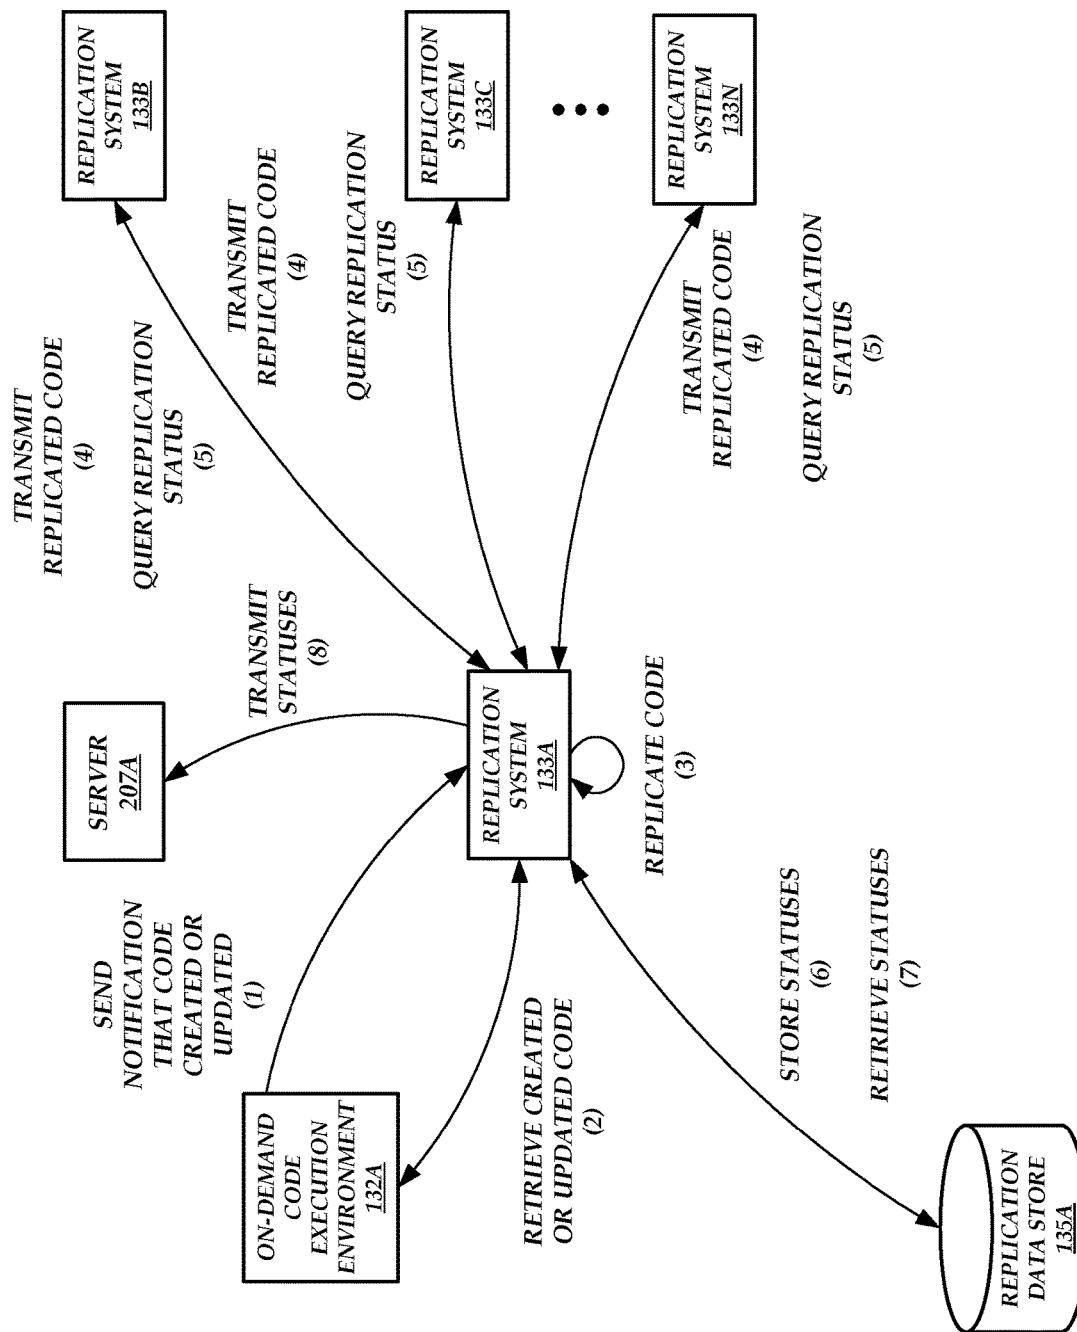 ON-DEMAND
CODE
EXECUTION
ENVIRONMENT
132A
SEND
NOTIFICATION
THAT CODE
CREATED OR
UPDATED
(1)
SERVER
207A
TRANSMIT
STATUSES
(8)
TRANSMIT
REPLICATED CODE
(4)
QUERY REPLICATION
STATUS
(5)
REPLICATION
SYSTEM
133B
TRANSMIT
REPLICATED CODE
(4)
QUERY REPLICATION
STATUS
(5)
REPLICATION
SYSTEM
133C
RETRIEVE CREATED
OR UPDATED CODE
(2)
REPLICATION
SYSTEM
133A
REPLICATE CODE
(3)
TRANSMIT
REPLICATED CODE
(4)
QUERY REPLICATION
STATUS
(5)
REPLICATION
SYSTEM
133N
STORE STATUSES
(6)
RETRIEVE STATUSES
(7)
REPLICATION
DATA STORE
135A